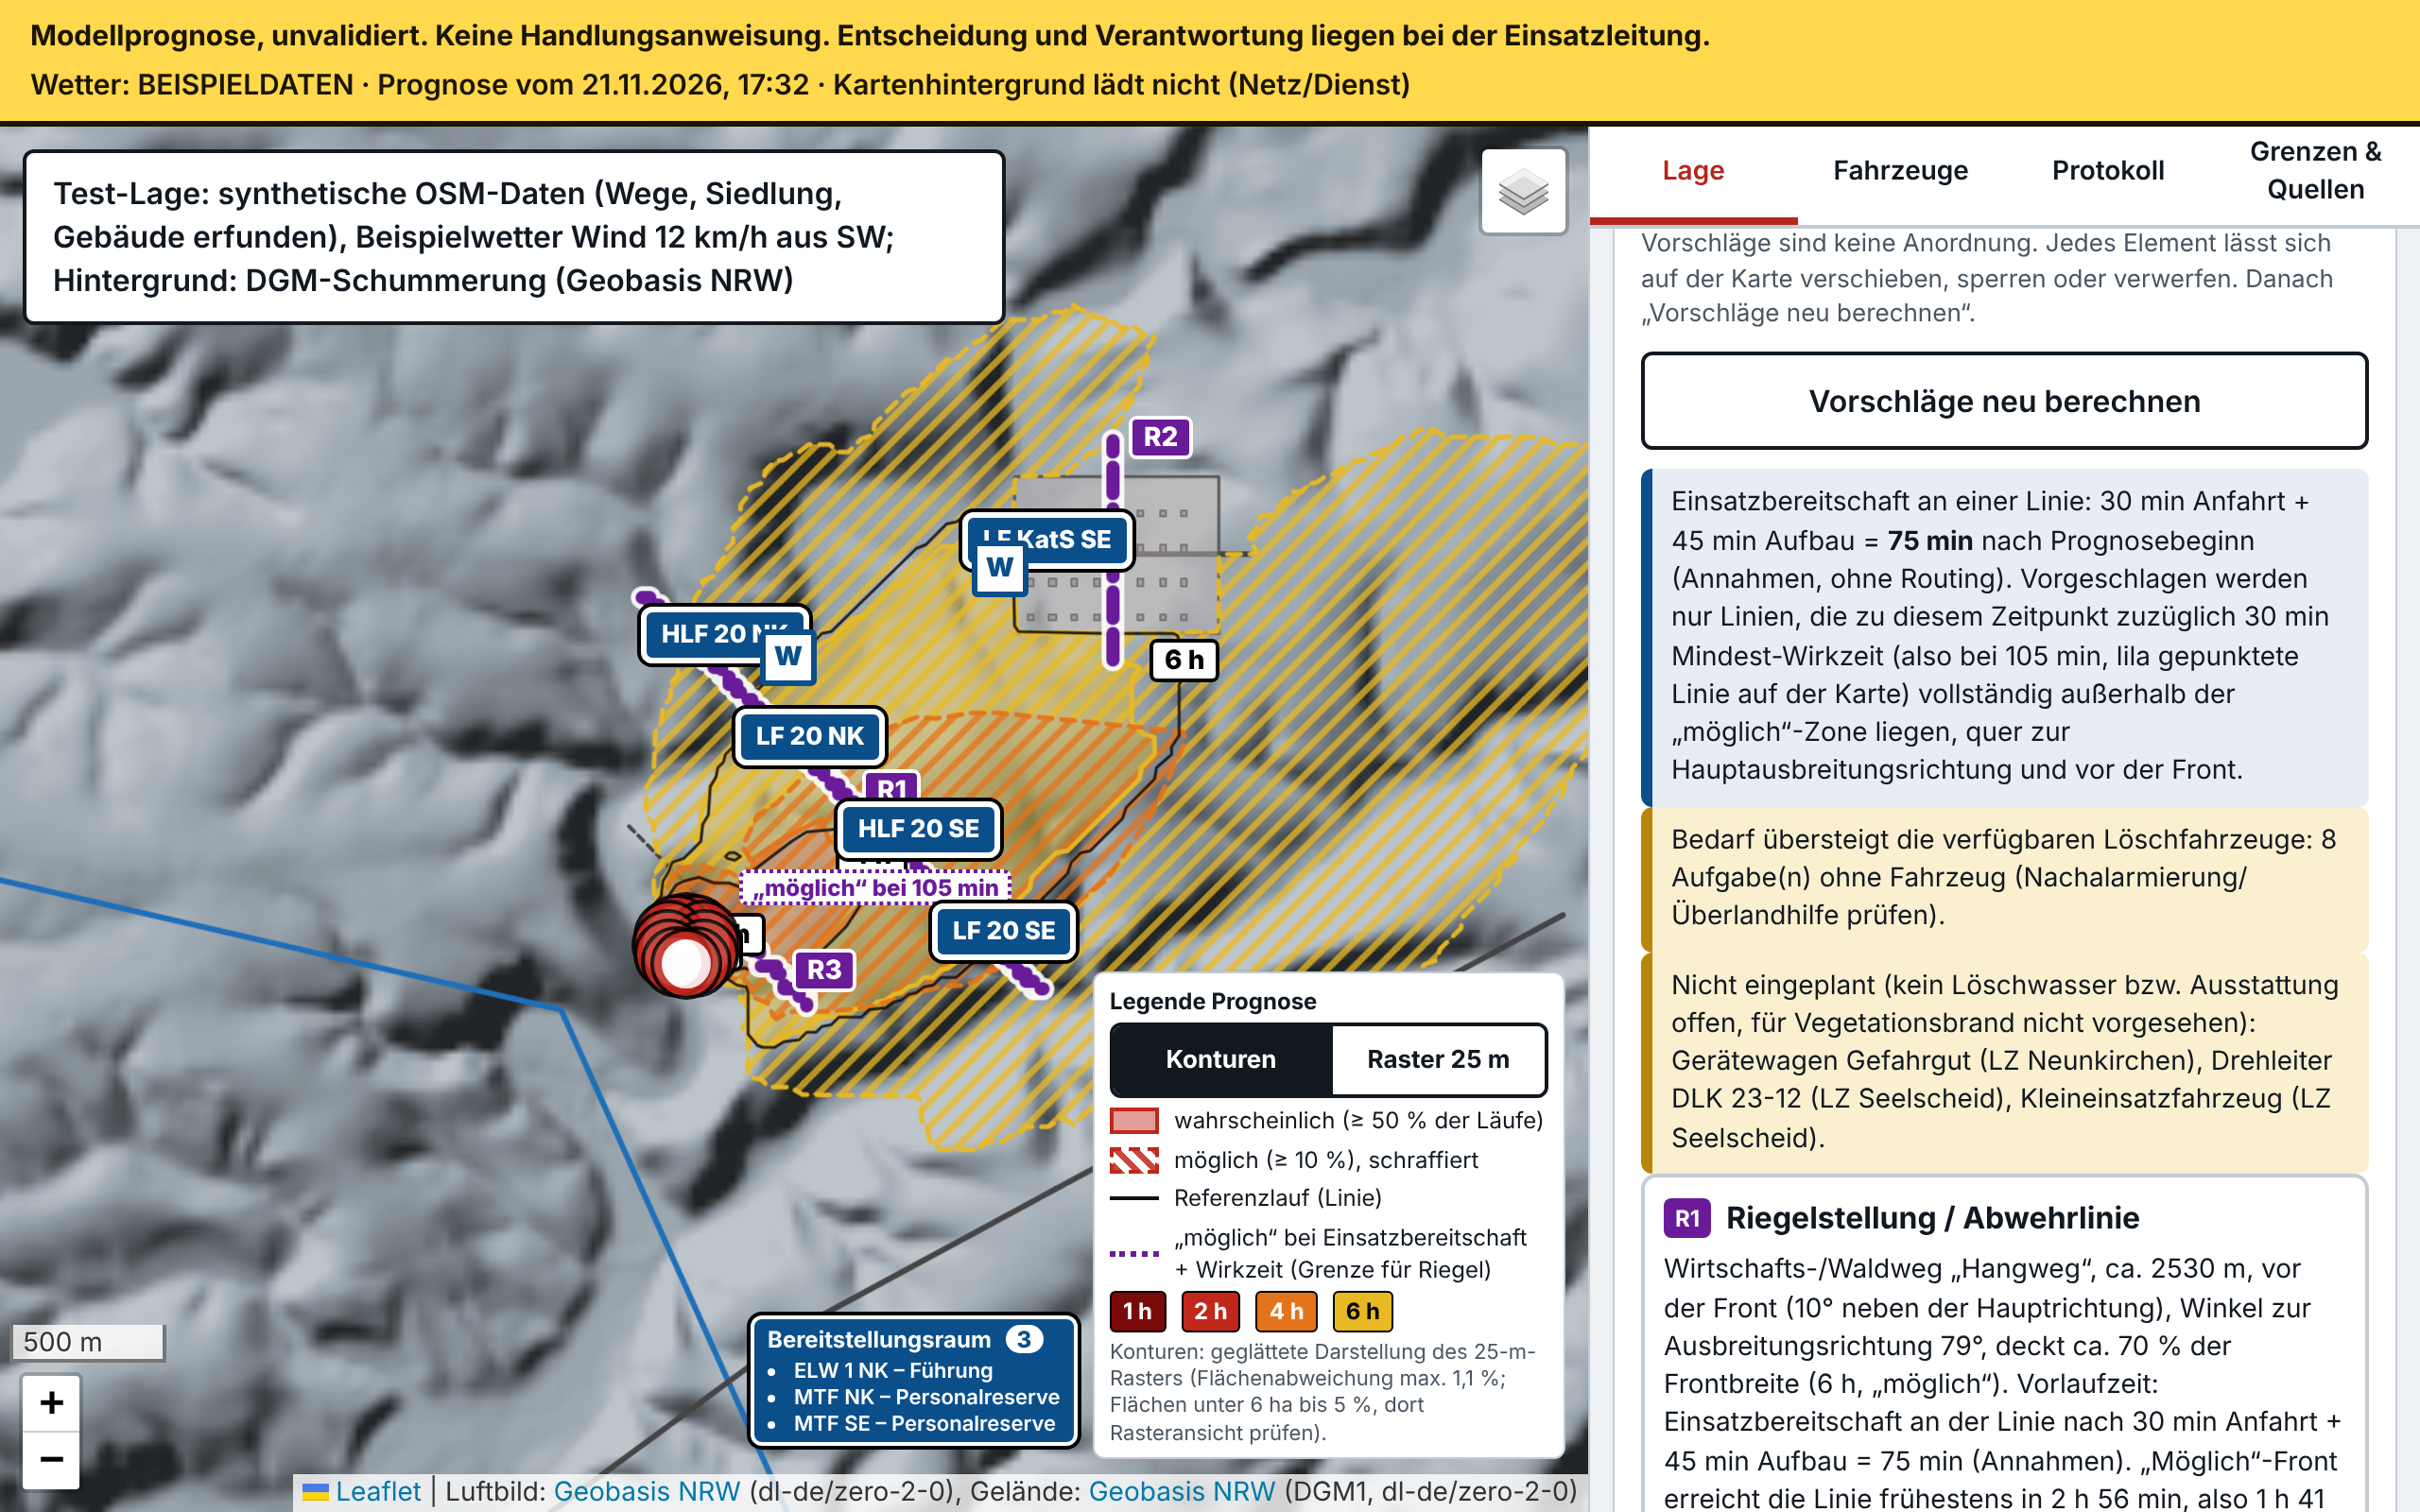 Modellprognose, unvalidiert. Keine Handlungsanweisung. Entscheidung und Verantwortung liegen bei der Einsatzleitung.
Wetter: BEISPIELDATEN · Prognose vom 21.11.2026, 17:32 · Kartenhintergrund lädt nicht (Netz/Dienst)
Test-Lage: synthetische OSM-Daten (Wege, Siedlung,
Gebäude erfunden), Beispielwetter Wind 12 km/h aus SW;
Hintergrund: DGM-Schummerung (Geobasis NRW)
R2
KatS SE
W
HLF 20
W
6 h
LF 20 NK
R1
HLF 20 SE
„möglich“ bei 105 min
LF 20 SE
h
R3
Legende Prognose
Konturen
Raster 25 m
wahrscheinlich (≥ 50 % der Läufe)
möglich (≥ 10 %), schraffiert
Referenzlauf (Linie)
„möglich“ bei Einsatzbereitschaft
+ Wirkzeit (Grenze für Riegel)
1 h 2 h 4 h 6 h
Konturen: geglättete Darstellung des 25-m-
Rasters (Flächenabweichung max. 1,1 %;
Flächen unter 6 ha bis 5 %, dort
Rasteransicht prüfen).
Bereitstellungsraum 3
• ELW 1 NK – Führung
• MTF NK – Personalreserve
• MTF SE – Personalreserve
500 m
+
−
Leaflet | Luftbild: Geobasis NRW (dl-de/zero-2-0), Gelände: Geobasis NRW (DGM1, dl-de/zero-2-0)
Lage
Fahrzeuge
Protokoll
Grenzen &
Quellen
Vorschläge sind keine Anordnung. Jedes Element lässt sich
auf der Karte verschieben, sperren oder verwerfen. Danach
„Vorschläge neu berechnen“.
Vorschläge neu berechnen
Einsatzbereitschaft an einer Linie: 30 min Anfahrt +
45 min Aufbau = 75 min nach Prognosebeginn
(Annahmen, ohne Routing). Vorgeschlagen werden
nur Linien, die zu diesem Zeitpunkt zuzüglich 30 min
Mindest-Wirkzeit (also bei 105 min, lila gepunktete
Linie auf der Karte) vollständig außerhalb der
„möglich“-Zone liegen, quer zur
Hauptausbreitungsrichtung und vor der Front.
Bedarf übersteigt die verfügbaren Löschfahrzeuge: 8
Aufgabe(n) ohne Fahrzeug (Nachalarmierung/
Überlandhilfe prüfen).
Nicht eingeplant (kein Löschwasser bzw. Ausstattung
offen, für Vegetationsbrand nicht vorgesehen):
Gerätewagen Gefahrgut (LZ Neunkirchen), Drehleiter
DLK 23-12 (LZ Seelscheid), Kleineinsatzfahrzeug (LZ
Seelscheid).
R1 Riegelstellung / Abwehrlinie
Wirtschafts-/Waldweg „Hangweg“, ca. 2530 m, vor
der Front (10° neben der Hauptrichtung), Winkel zur
Ausbreitungsrichtung 79°, deckt ca. 70 % der
Frontbreite (6 h, „möglich“). Vorlaufzeit:
Einsatzbereitschaft an der Linie nach 30 min Anfahrt +
45 min Aufbau = 75 min (Annahmen). „Möglich“-Front
erreicht die Linie frühestens in 2 h 56 min, also 1 h 41